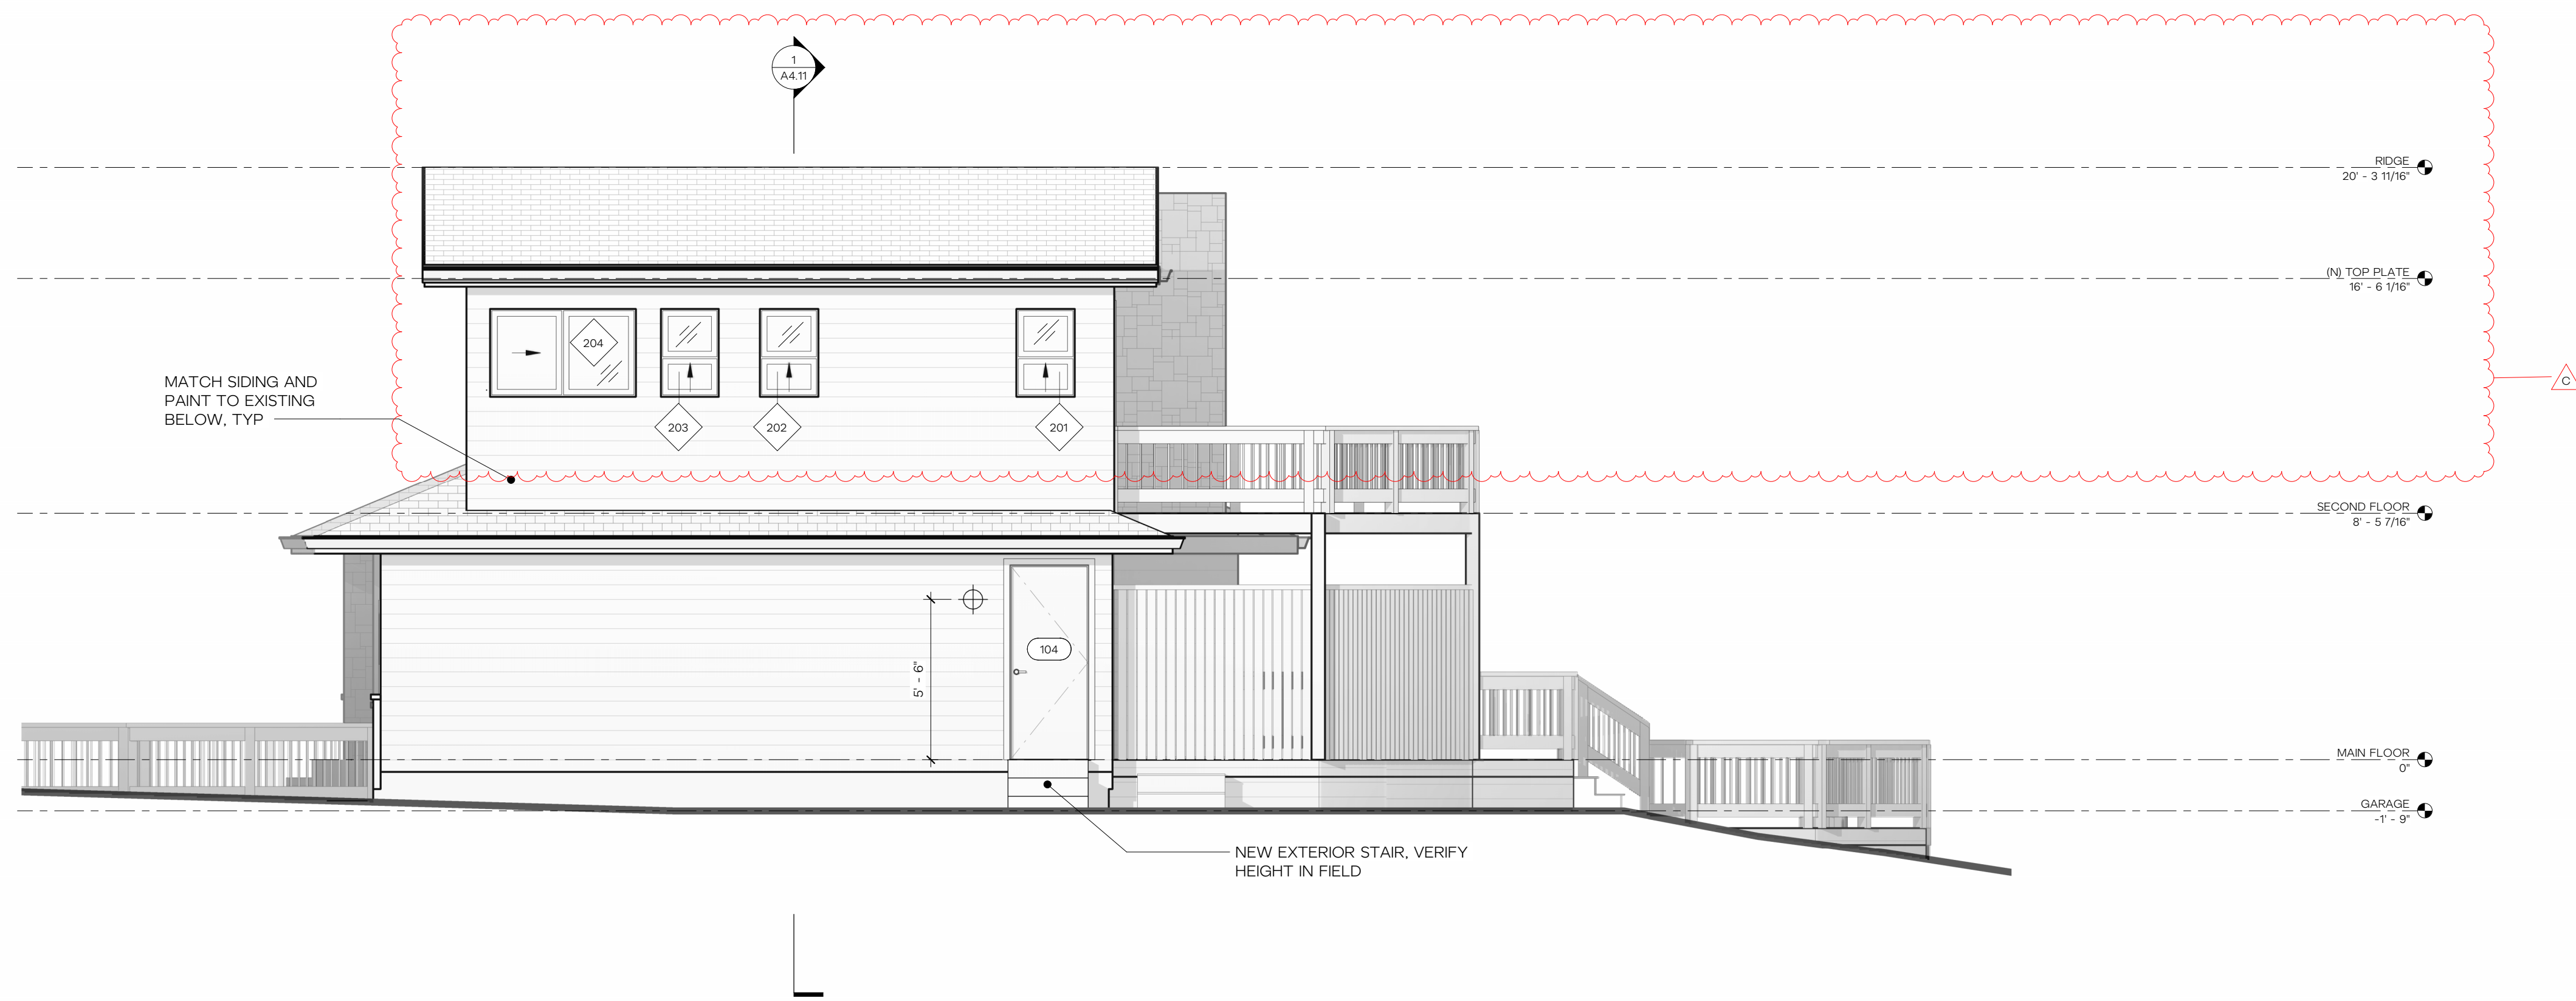 1
A4.11
RIDGE
20' - 3 11/16"
(N) TOP PLATE
16' - 6 1/16"
204
203
202
201
MATCH SIDING AND
PAINT TO EXISTING
BELOW, TYP
C
SECOND FLOOR
8' - 5 7/16"
104
5' - 6"
MAIN FLOOR
0"
GARAGE
-1' - 9"
NEW EXTERIOR STAIR, VERIFY
HEIGHT IN FIELD